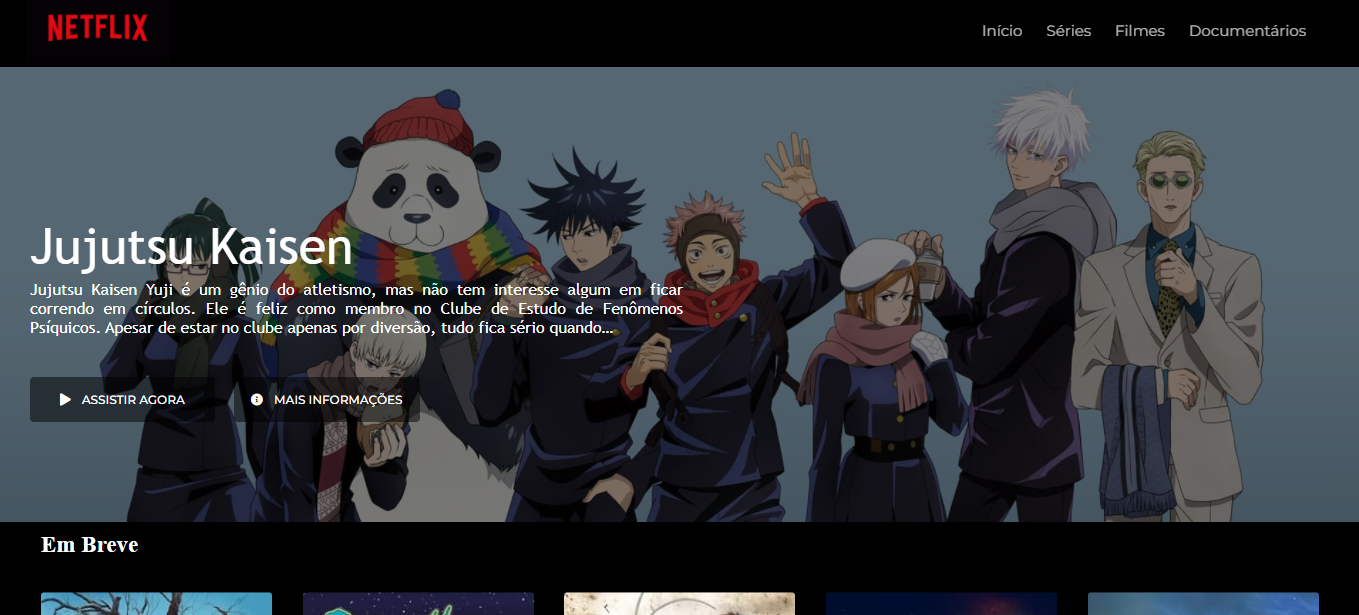 NETFLIX
Início Séries Filmes Documentários
Jujutsu Kaisen
Jujutsu Kaisen Yuji é um gênio do atletismo, mas não tem interesse algum em ficar
correndo em círculos. Ele é feliz como membro no Clube de Estudo de Fenômenos
Psíquicos. Apesar de estar no clube apenas por diversão, tudo fica sério quando...
ASSISTIR AGORA MAIS INFORMAÇÕES
Em Breve